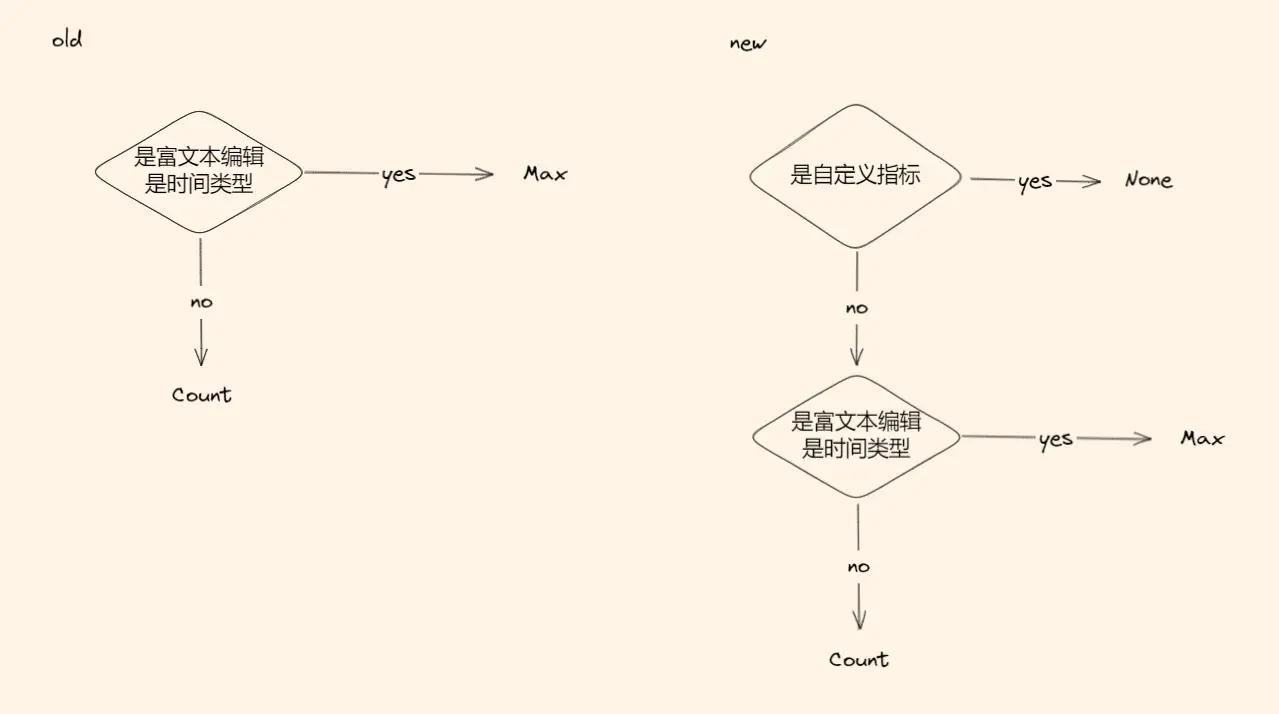 old
是富文本编辑
是时间类型
yes
Max
no
Count
new
是自定义指标
yes
None
no
是富文本编辑
是时间类型
yes
Max
no
Count